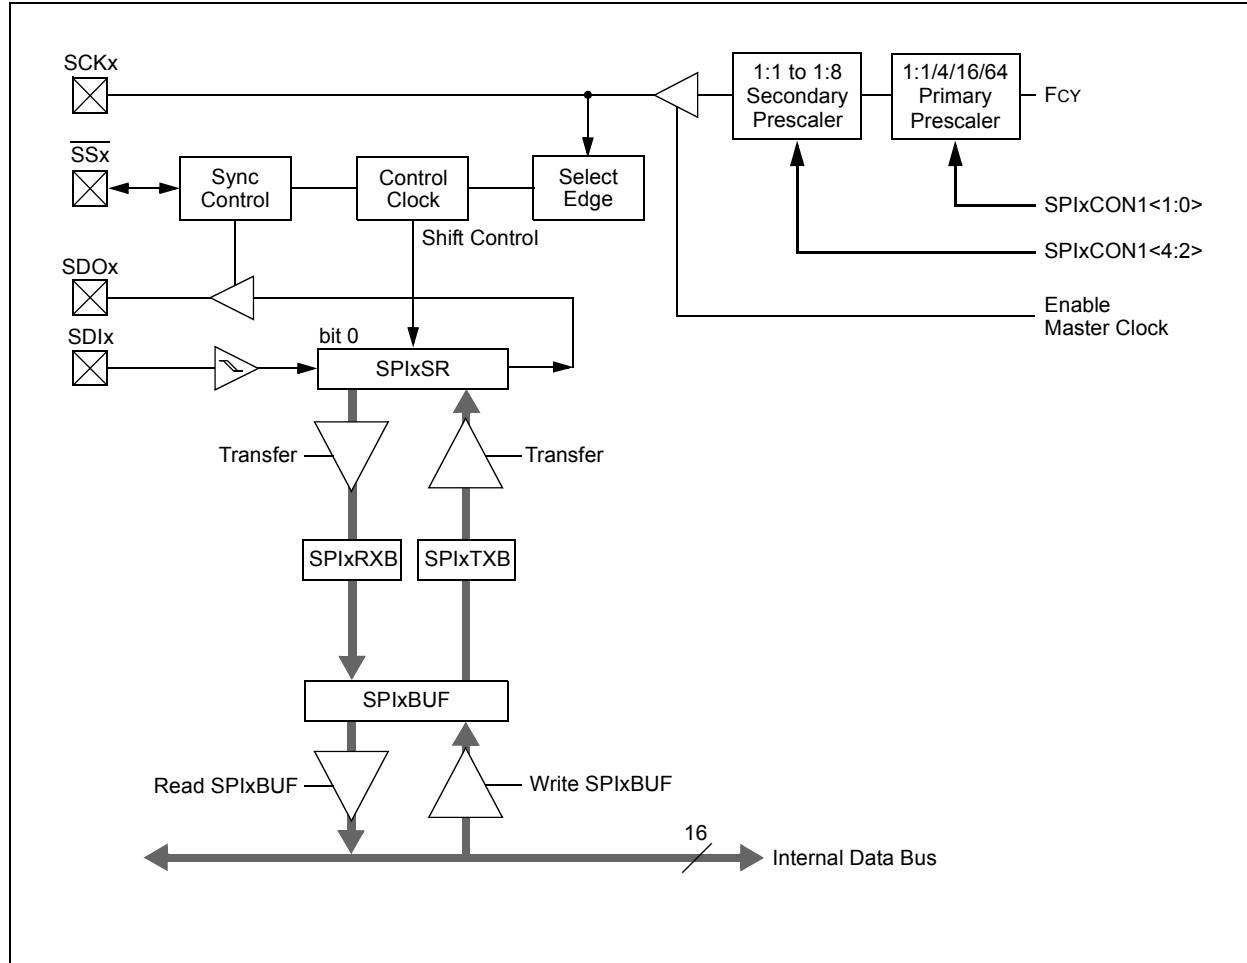 SCKx
1:1 to 1:8
Secondary
Prescaler
1:1/4/16/64
Primary
Prescaler
FCY
SSx
Sync
Control
Control
Clock
Select
Edge
SPIxCON1<1:0>
Shift Control
SPIxCON1<4:2>
SDOx
Enable
Master Clock
SDIx
bit 0
SPIxSR
Transfer
Transfer
SPIxRXB
SPIxTXB
SPIxBUF
Read SPIxBUF
Write SPIxBUF
16
Internal Data Bus